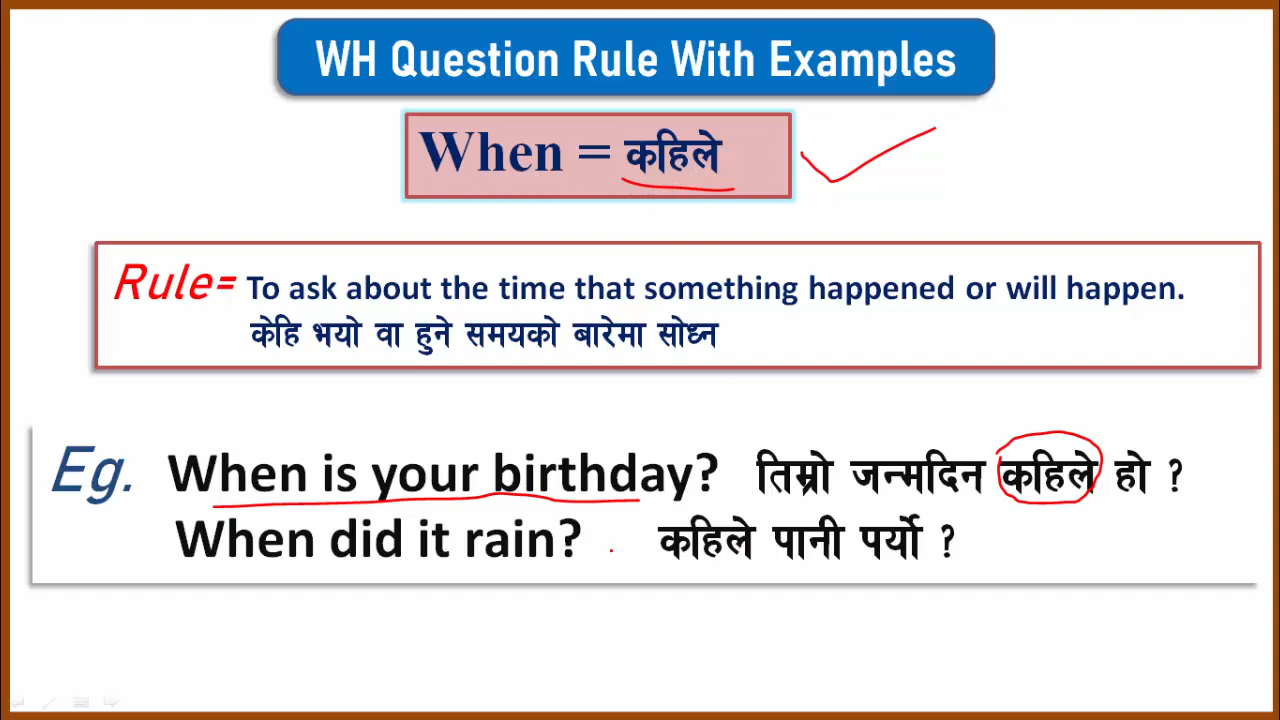 WH Question Rule With Examples
When = कहिले
Rule= To ask about the time that something happened or will happen.
केहि भयो वा हुने समयको बारेमा सोध्न
Eg. When is your birthday? तिम्रो जन्मदिन कहिले हो ?
When did it rain? कहिले पानी पर्यो ?